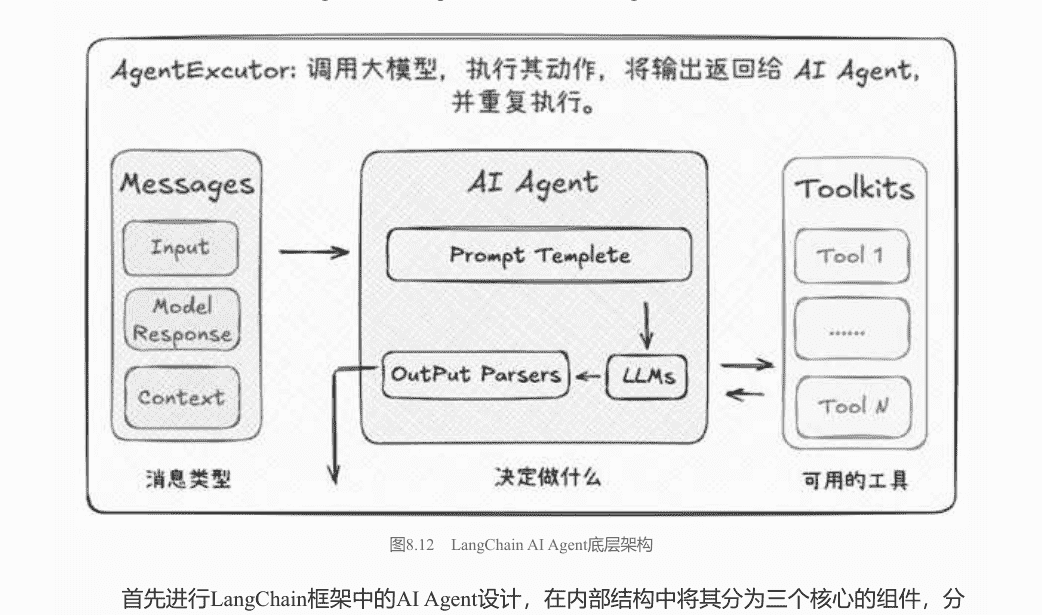 AgentExcutor: 调用大模型，执行其动作，将输出返回给 AI Agent，
并重复执行。
Messages
Input
Model
Response
Context
消息类型
AI Agent
Prompt Templete
OutPut Parsers
LLMs
决定做什么
Toolkits
Tool 1
......
Tool N
可用的工具
图8.12 LangChain AI Agent底层架构
首先进行LangChain框架中的AI Agent设计，在内部结构中将其分为三个核心的组件，分